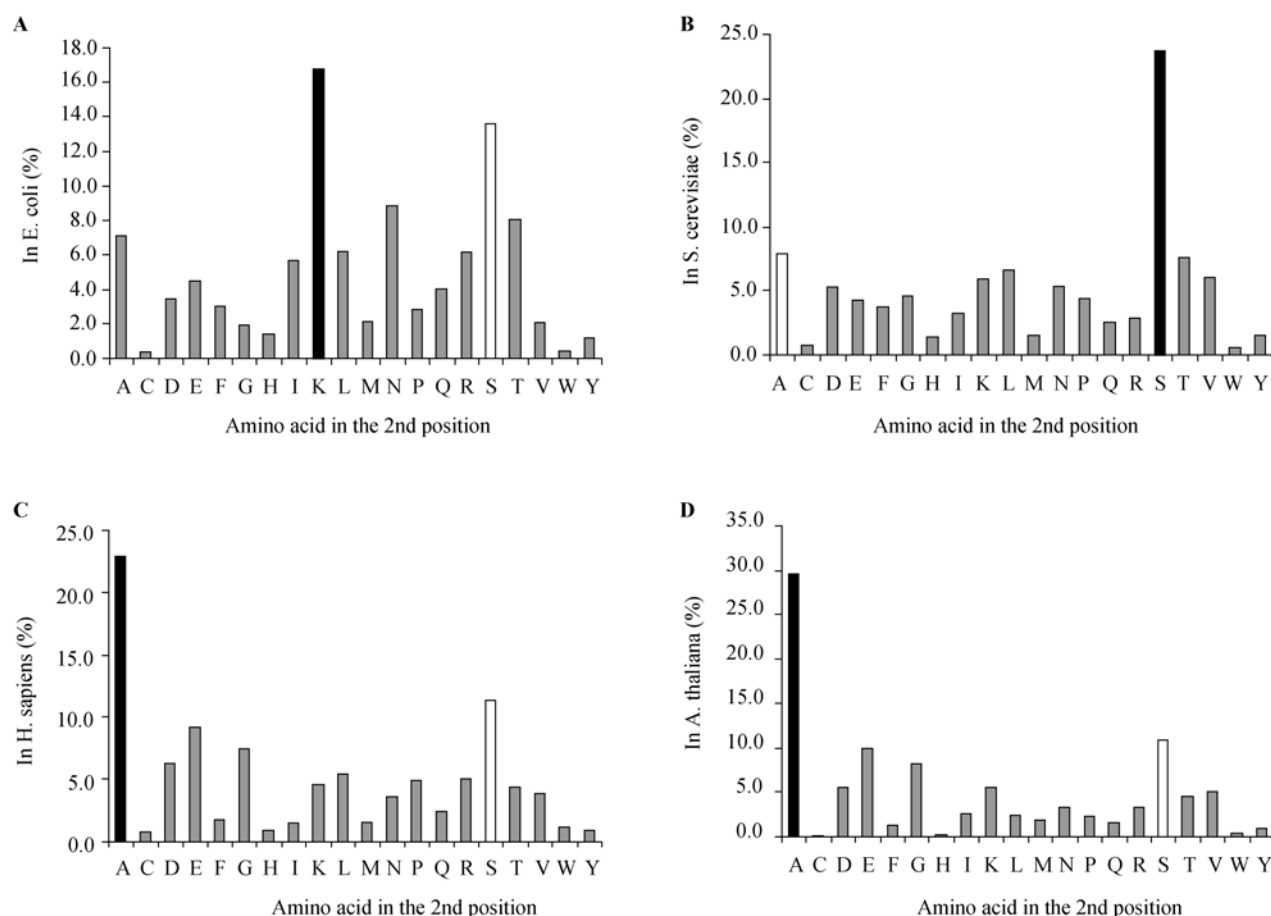 A
18.0
16.0
14.0
12.0
10.0
8.0
6.0
4.0
2.0
0.0
In E. coli (%)
A C D E F G H I K L M N P Q R S T V W Y
Amino acid in the 2nd position
B
25.0
20.0
15.0
10.0
5.0
0.0
In S. cerevisiae (%)
A C D E F G H I K L M N P Q R S T V W Y
Amino acid in the 2nd position
C
25.0
20.0
15.0
10.0
5.0
0.0
In H. sapiens (%)
A C D E F G H I K L M N P Q R S T V W Y
Amino acid in the 2nd position
D
35.0
30.0
25.0
20.0
15.0
10.0
5.0
0.0
In A. thaliana (%)
A C D E F G H I K L M N P Q R S T V W Y
Amino acid in the 2nd position